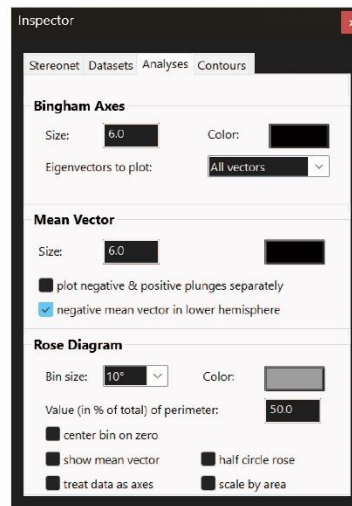 Inspector
Stereonet Datasets Analyses Contours
Bingham Axes
Size: 6.0 Color:
Eigenvectors to plot: All vectors
Mean Vector
Size: 6.0
plot negative & positive plunges separately
negative mean vector in lower hemisphere
Rose Diagram
Bin size: 10° Color:
Value (in % of total) of perimeter: 50.0
center bin on zero
show mean vector half circle rose
treat data as axes scale by area